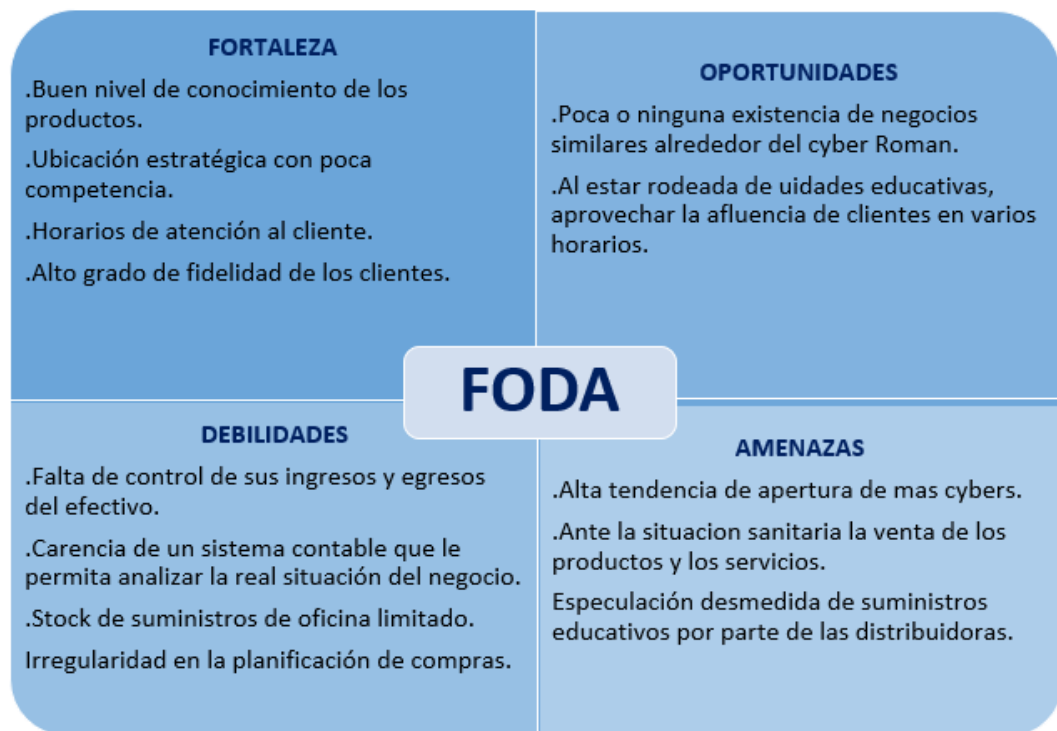 FORTALEZA
.Buen nivel de conocimiento de los
productos.
.Ubicación estratégica con poca
competencia.
.Horarios de atención al cliente.
.Alto grado de fidelidad de los clientes.
OPORTUNIDADES
.Poca o ninguna existencia de negocios
similares alrededor del cyber Roman.
.Al estar rodeada de uidades educativas,
aprovechar la afluencia de clientes en varios
horarios.
FODA
DEBILIDADES
.Falta de control de sus ingresos y egresos
del efectivo.
.Carencia de un sistema contable que le
permita analizar la real situación del negocio.
.Stock de suministros de oficina limitado.
Irregularidad en la planificación de compras.
AMENAZAS
.Alta tendencia de apertura de mas cybers.
.Ante la situacion sanitaria la venta de los
productos y los servicios.
Especulación desmedida de suministros
educativos por parte de las distribuidoras.